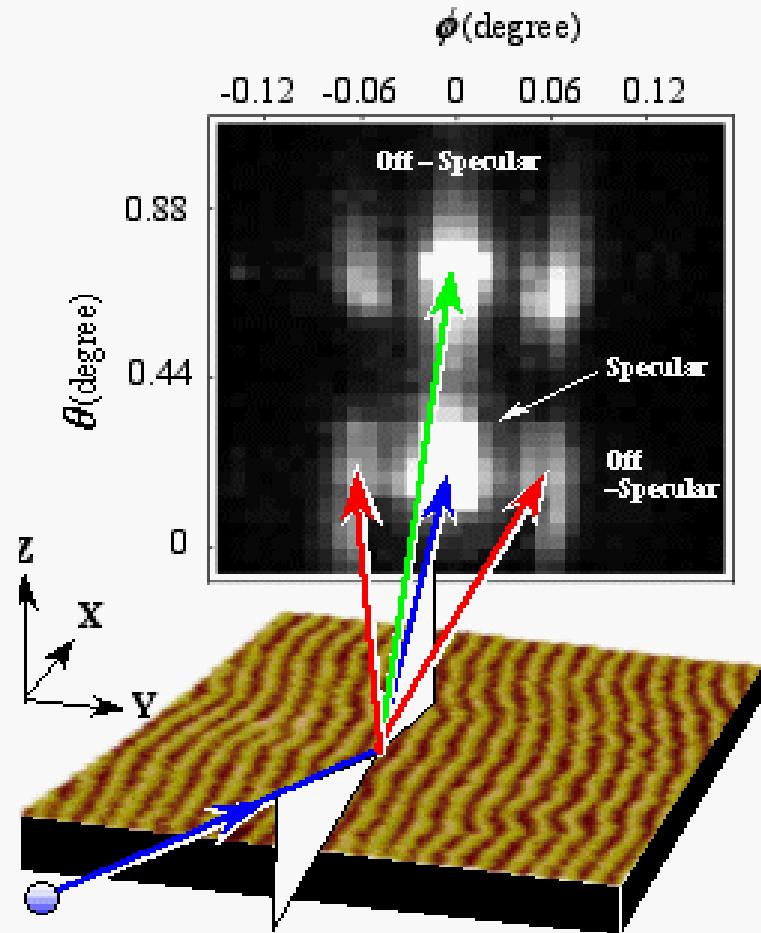 ϕ(degree)
-0.12 -0.06 0 0.06 0.12
Off - Specular
0.88
θ(degree)
0.44
Specular
Off
-Specular
0
Z
X
Y